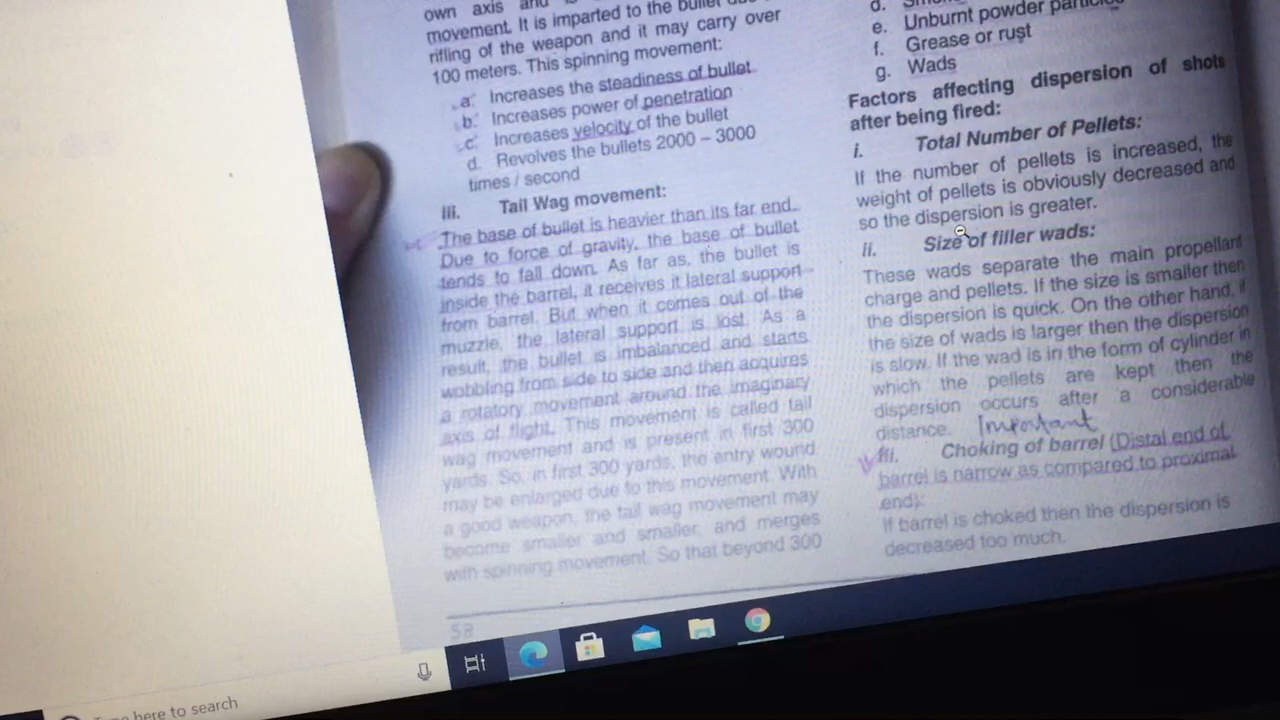 own axis and
movement. It is imparted to the bullet due
rifling of the weapon and it may carry over
100 meters. This spinning movement:
a. Increases the steadiness of bullet
b. Increases power of penetration
c. Increases velocity of the bullet
d. Revolves the bullets 2000 – 3000
times / second
iii. Tail Wag movement:
The base of bullet is heavier than its far end.
Due to force of gravity, the base of bullet
tends to fall down. As far as, the bullet is
inside the barrel, it receives it lateral support
from barrel. But when it comes out of the
muzzle, the lateral support is lost. As a
result, the bullet is imbalanced and starts
wobbling from side to side and then acquires
a rotatory movement around the imaginary
axis of flight. This movement is called tail
wag movement and is present in first 300
yards. So, in first 300 yards, the entry wound
may be enlarged due to this movement. With
a good weapon, the tail wag movement may
become smaller and smaller, and merges
with spinning movement. So that beyond 300
58
d.
e. Unburnt powder particles
f. Grease or rust
g. Wads
Factors affecting dispersion of shots
after being fired:
i. Total Number of Pellets:
If the number of pellets is increased, the
weight of pellets is obviously decreased and
so the dispersion is greater.
ii. Size of filler wads:
These wads separate the main propellant
charge and pellets. If the size is smaller then
the dispersion is quick. On the other hand, if
the size of wads is larger then the dispersion
is slow. If the wad is in the form of cylinder in
which the pellets are kept then the
dispersion occurs after a considerable
distance. Important
iii. Choking of barrel (Distal end of
barrel is narrow as compared to proximal
end):
If barrel is choked then the dispersion is
decreased too much.
here to search